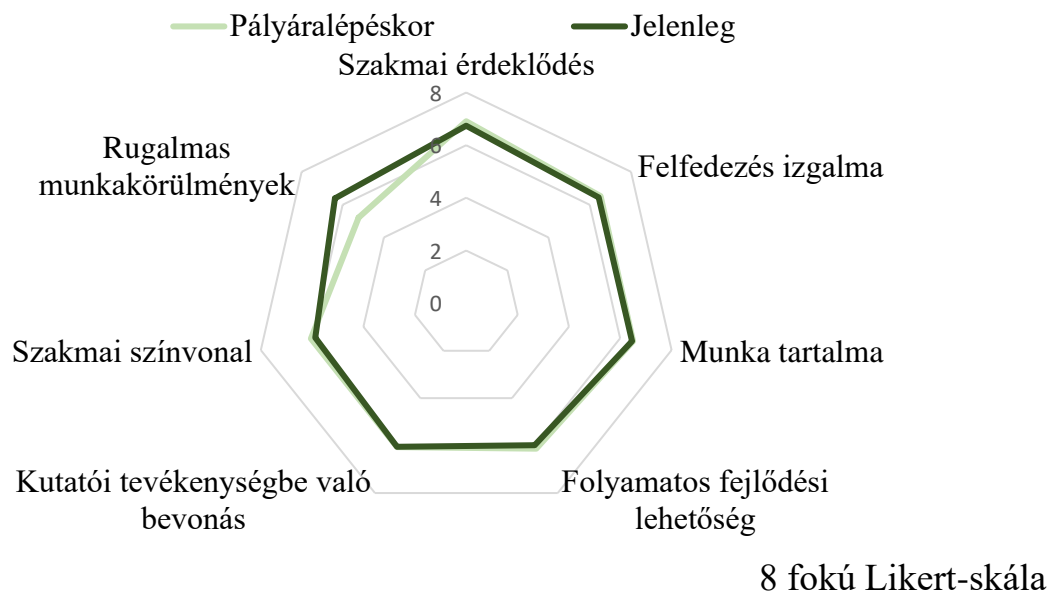 Pályáralépéskor
Jelenleg
Szakmai érdeklődés
8
6
4
2
0
Felfedezés izgalma
Munka tartalma
Folyamatos fejlődési
lehetőség
Kutatói tevékenységbe való
bevonás
Szakmai színvonal
Rugalmas
munkakörülmények
8 fokú Likert-skála